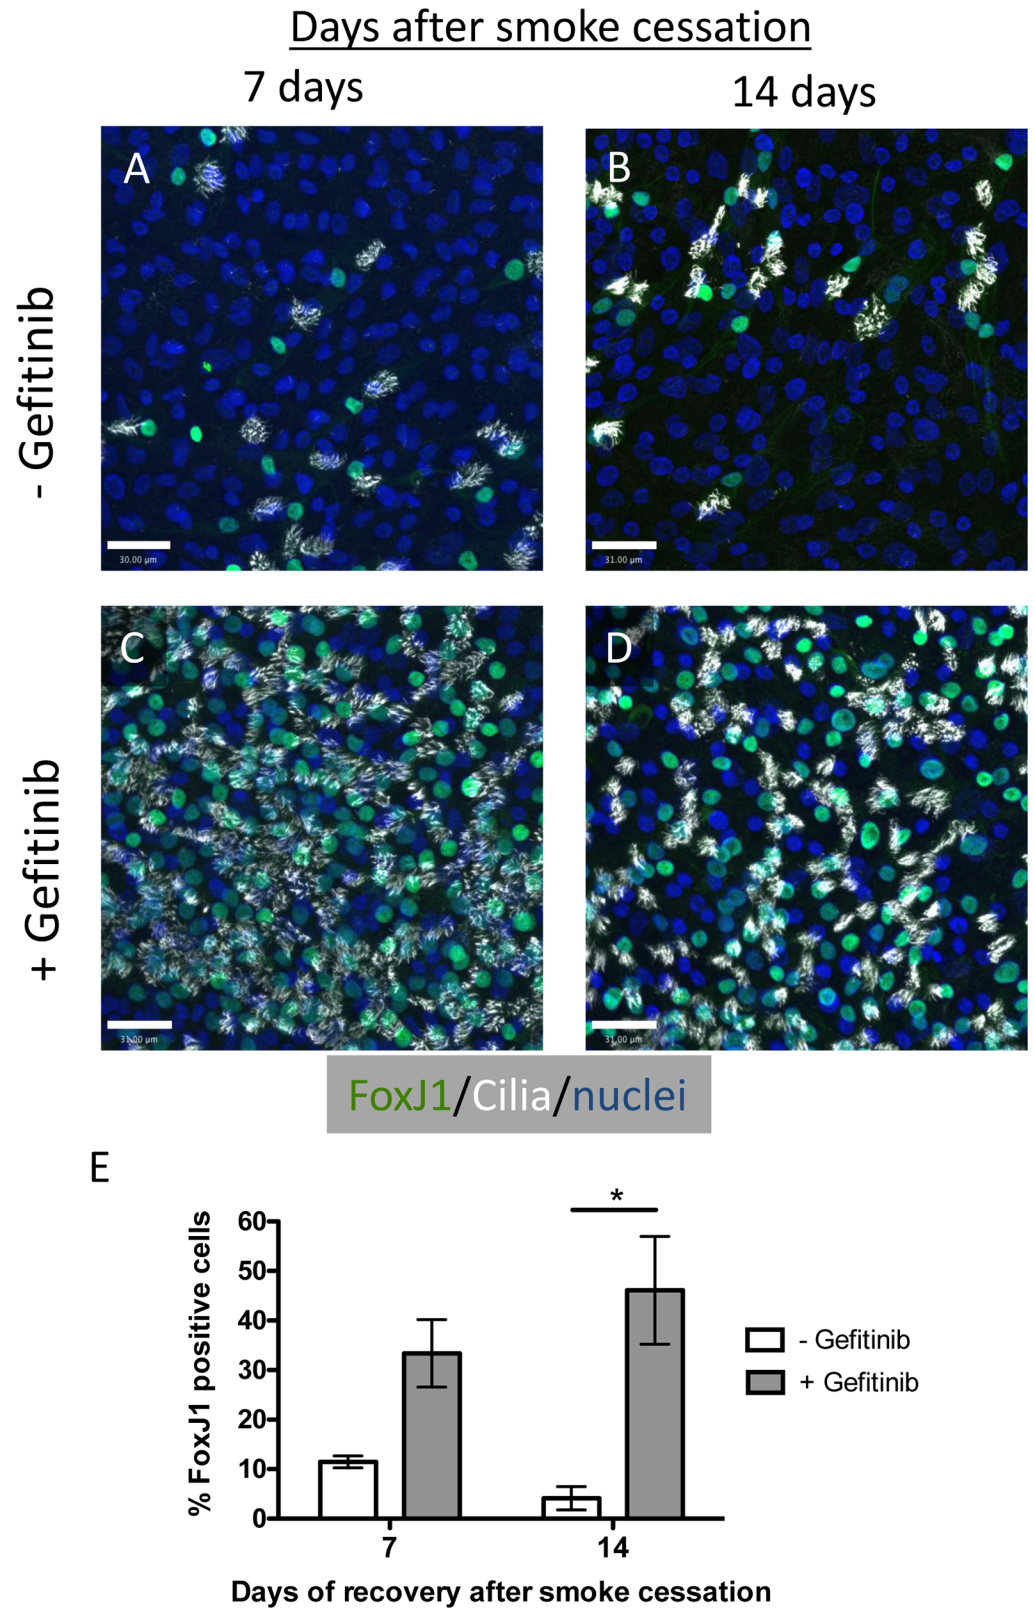 Days after smoke cessation
7 days
14 days
- Gefitinib
A
30.00 µm
B
31.00 µm
+ Gefitinib
C
31.00 µm
D
31.00 µm
FoxJ1/Cilia/nuclei
E
*
% FoxJ1 positive cells
60
50
40
30
20
10
0
7
14
Days of recovery after smoke cessation
- Gefitinib
+ Gefitinib